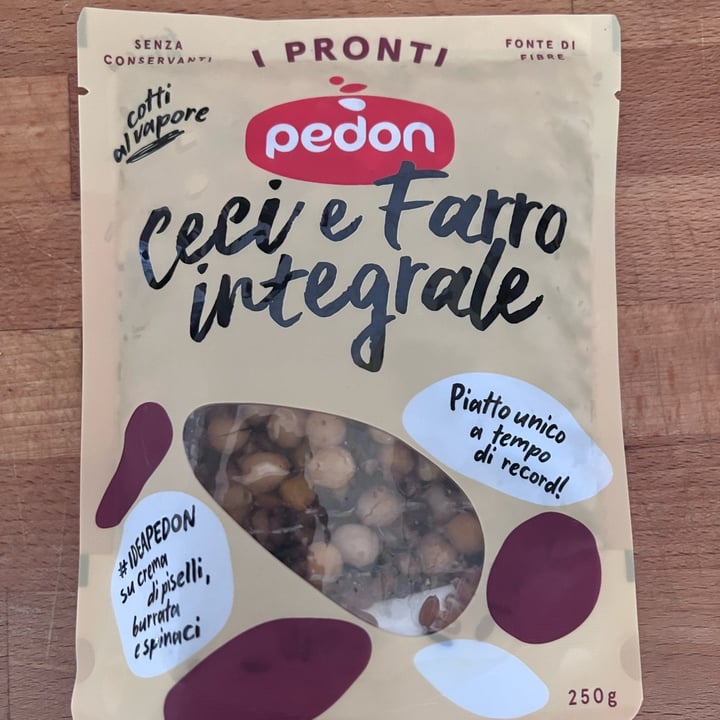 SENZA
CONSERVANTI
I PRONTI
FONTE DI
FIBRE
cotti
al vapore
pedon
Ceci e Farro
integrale
Piatto unico
a tempo
di record!
#IDEAPEDON
su crema
di piselli,
burrata
e spinaci
250g